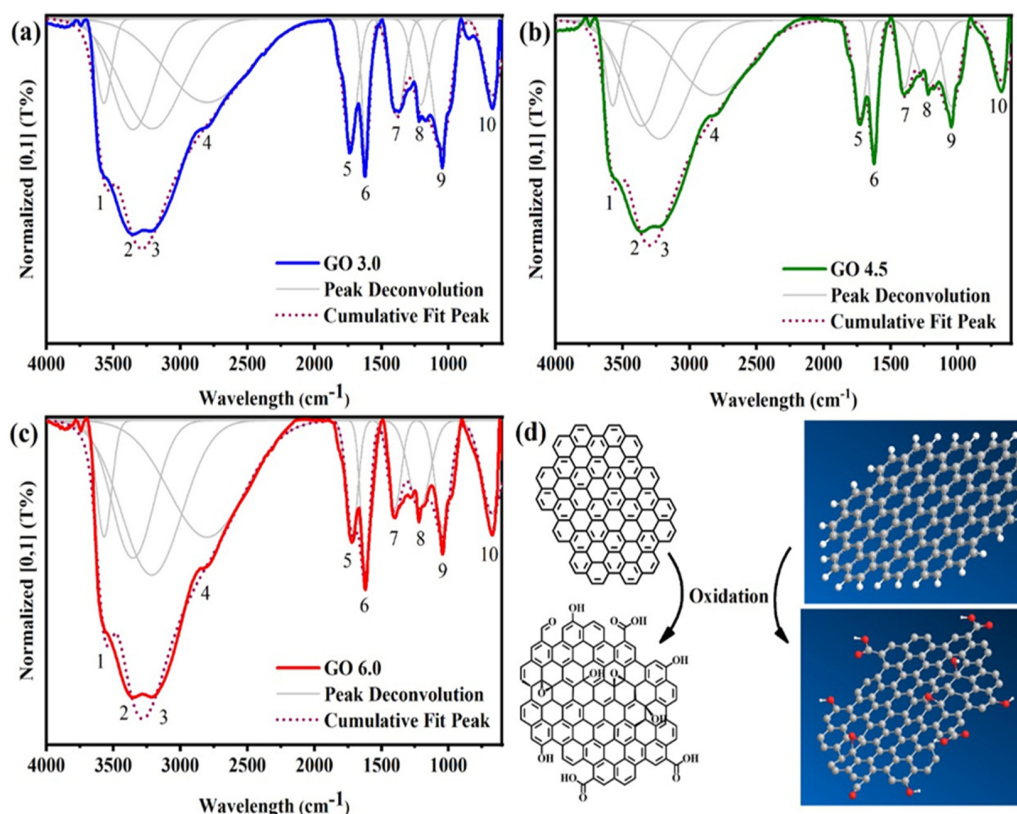 (a)
Normalized [0,1] (T%)
1
2
3
4
5
6
7
8
9
10
GO 3.0
Peak Deconvolution
Cumulative Fit Peak
4000 3500 3000 2500 2000 1500 1000
Wavelength (cm-1)
(b)
Normalized [0,1] (T%)
1
2
3
4
5
6
7
8
9
10
GO 4.5
Peak Deconvolution
Cumulative Fit Peak
4000 3500 3000 2500 2000 1500 1000
Wavelength (cm-1)
(c)
Normalized [0,1] (T%)
1
2
3
4
5
6
7
8
9
10
GO 6.0
Peak Deconvolution
Cumulative Fit Peak
4000 3500 3000 2500 2000 1500 1000
Wavelength (cm-1)
(d)
Oxidation
O
OH
O
OH
OH
OH
O
O
OH
OH
HO
O
OH
O